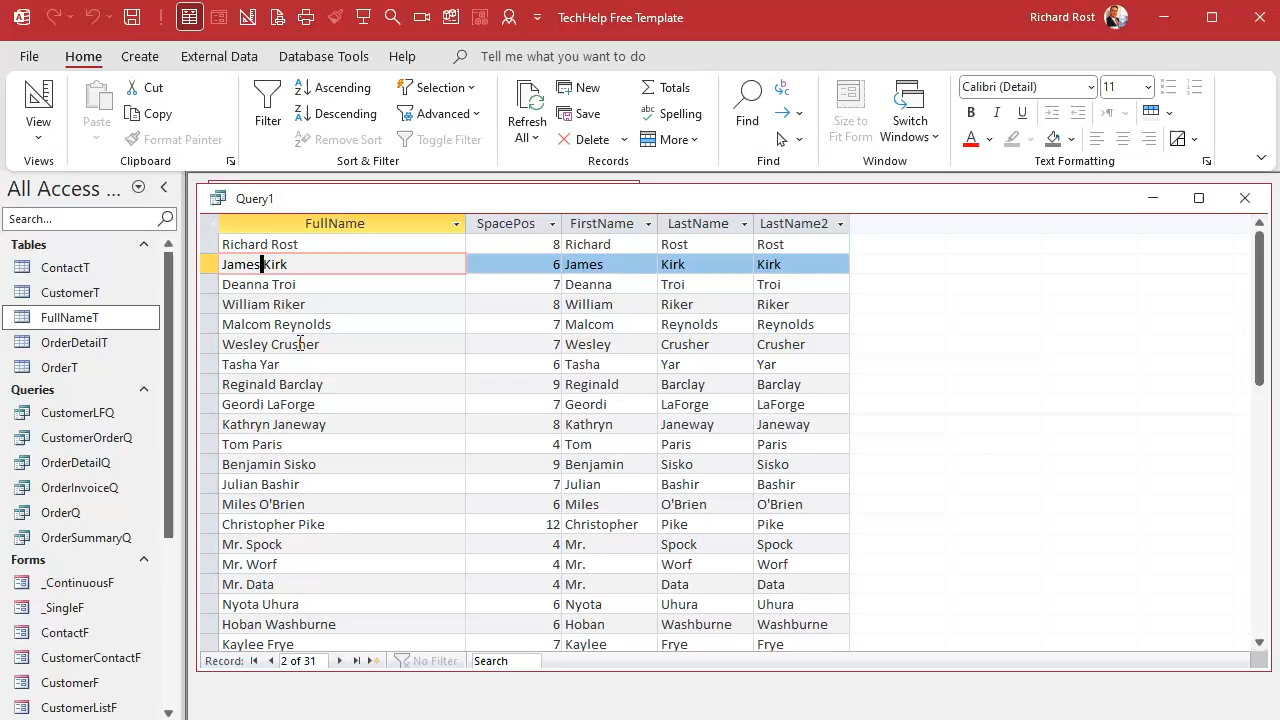 TechHelp Free Template
Richard Rost
File Home Create External Data Database Tools Help Tell me what you want to do
View
Views
Paste
Cut
Copy
Format Painter
Clipboard
Filter
Ascending
Descending
Remove Sort
Selection
Advanced
Toggle Filter
Sort & Filter
Refresh
All
New
Save
Delete
Totals
Spelling
More
Records
Find
Find
Size to
Fit Form
Switch
Windows
Window
Calibri (Detail) 11
B I U
Text Formatting
All Access ...
Search...
Tables
ContactT
CustomerT
FullNameT
OrderDetailT
OrderT
Queries
CustomerLFQ
CustomerOrderQ
OrderDetailQ
OrderInvoiceQ
OrderQ
OrderSummaryQ
Forms
_ContinuousF
_SingleF
ContactF
CustomerContactF
CustomerF
CustomerListF
Query1
FullName SpacePos FirstName LastName LastName2
Richard Rost 8 Richard Rost Rost
James Kirk 6 James Kirk Kirk
Deanna Troi 7 Deanna Troi Troi
William Riker 8 William Riker Riker
Malcom Reynolds 7 Malcom Reynolds Reynolds
Wesley Crusher 7 Wesley Crusher Crusher
Tasha Yar 6 Tasha Yar Yar
Reginald Barclay 9 Reginald Barclay Barclay
Geordi LaForge 7 Geordi LaForge LaForge
Kathryn Janeway 8 Kathryn Janeway Janeway
Tom Paris 4 Tom Paris Paris
Benjamin Sisko 9 Benjamin Sisko Sisko
Julian Bashir 7 Julian Bashir Bashir
Miles O'Brien 6 Miles O'Brien O'Brien
Christopher Pike 12 Christopher Pike Pike
Mr. Spock 4 Mr. Spock Spock
Mr. Worf 4 Mr. Worf Worf
Mr. Data 4 Mr. Data Data
Nyota Uhura 6 Nyota Uhura Uhura
Hoban Washburne 6 Hoban Washburne Washburne
Kaylee Frye 7 Kaylee Frye Frye
Record: 2 of 31 No Filter Search